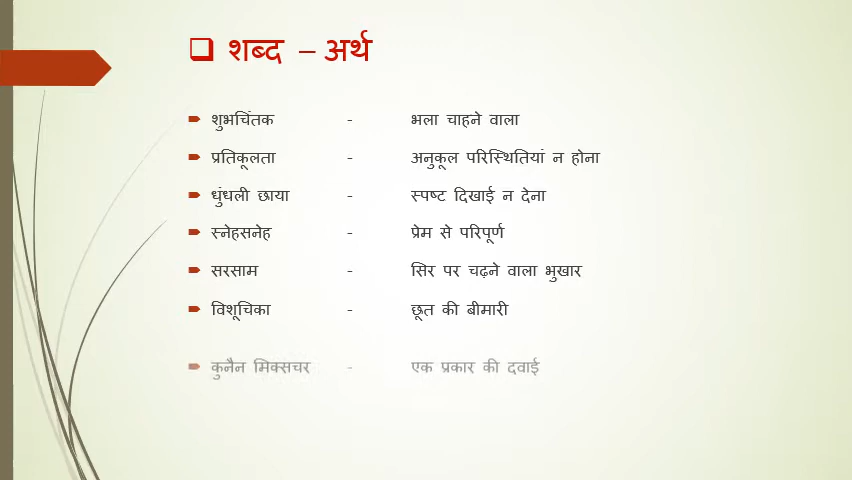 शब्द – अर्थ
शुभचिंतक - भला चाहने वाला
प्रतिकूलता - अनुकूल परिस्थितियां न होना
धुंधली छाया - स्पष्ट दिखाई न देना
स्नेहसनेह - प्रेम से परिपूर्ण
सरसाम - सिर पर चढ़ने वाला भुखार
विशूचिका - छूत की बीमारी
कुनैन मिक्सचर - एक प्रकार की दवाई